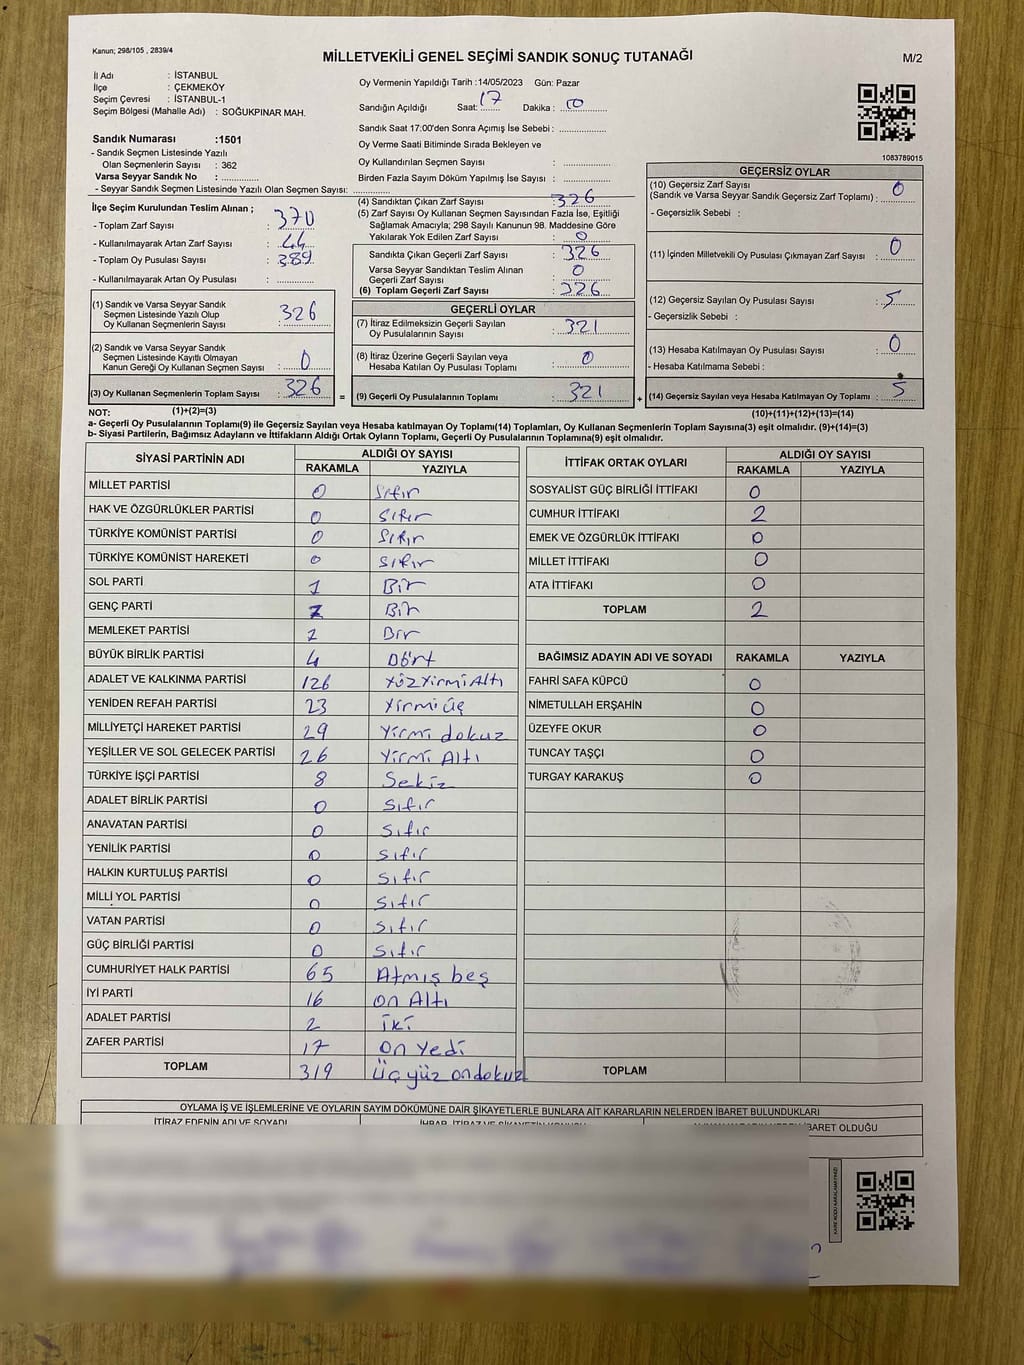 Kanun; 298/105 , 2839/4
MİLLETVEKİLİ GENEL SEÇİMİ SANDIK SONUÇ TUTANAĞI
M/2
İl Adı : İSTANBUL
İlçe : ÇEKMEKÖY
Seçim Çevresi : İSTANBUL-1
Seçim Bölgesi (Mahalle Adı) : SOĞUKPINAR MAH.
Sandık Numarası :1501
- Sandık Seçmen Listesinde Yazılı
Olan Seçmenlerin Sayısı : 362
Varsa Seyyar Sandık No :
- Seyyar Sandık Seçmen Listesinde Yazılı Olan Seçmen Sayısı:
Oy Vermenin Yapıldığı Tarih :14/05/2023 Gün: Pazar
Sandığın Açıldığı Saat: 17 Dakika : 10
Sandık Saat 17:00'den Sonra Açımış İse Sebebi :
Oy Verme Saati Bitiminde Sırada Bekleyen ve
Oy Kullandırılan Seçmen Sayısı :
Birden Fazla Sayım Döküm Yapılmış İse Sayısı :
1083789015
İlçe Seçim Kurulundan Teslim Alınan ;
- Toplam Zarf Sayısı : 370
- Kullanılmayarak Artan Zarf Sayısı : 44
- Toplam Oy Pusulası Sayısı : 389
- Kullanılmayarak Artan Oy Pusulası :
(1) Sandık ve Varsa Seyyar Sandık
Seçmen Listesinde Yazılı Olup
Oy Kullanan Seçmenlerin Sayısı : 326
(2) Sandık ve Varsa Seyyar Sandık
Seçmen Listesinde Kayıtlı Olmayan
Kanun Gereği Oy Kullanan Seçmen Sayısı : 0
(3) Oy Kullanan Seçmenlerin Toplam Sayısı : 326
(4) Sandıktan Çıkan Zarf Sayısı : 326
(5) Zarf Sayısı Oy Kullanan Seçmen Sayısından Fazla İse, Eşitliği
Sağlamak Amacıyla; 298 Sayılı Kanunun 98. Maddesine Göre
Yakılarak Yok Edilen Zarf Sayısı : 0
Sandıkta Çıkan Geçerli Zarf Sayısı : 326
Varsa Seyyar Sandıktan Teslim Alınan
Geçerli Zarf Sayısı : 0
(6) Toplam Geçerli Zarf Sayısı : 326
GEÇERLİ OYLAR
(7) İtiraz Edilmeksizin Geçerli Sayılan
Oy Pusulalarının Sayısı : 321
(8) İtiraz Üzerine Geçerli Sayılan veya
Hesaba Katılan Oy Pusulası Toplamı : 0
= (9) Geçerli Oy Pusulalarının Toplamı : 321
GEÇERSİZ OYLAR
(10) Geçersiz Zarf Sayısı
(Sandık ve Varsa Seyyar Sandık Geçersiz Zarf Toplamı) : 0
- Geçersizlik Sebebi :
(11) İçinden Milletvekili Oy Pusulası Çıkmayan Zarf Sayısı : 0
(12) Geçersiz Sayılan Oy Pusulası Sayısı : 5
- Geçersizlik Sebebi :
(13) Hesaba Katılmayan Oy Pusulası Sayısı : 0
- Hesaba Katılmama Sebebi :
+ (14) Geçersiz Sayılan veya Hesaba Katılmayan Oy Toplamı : 5
NOT: (1)+(2)=(3)
(10)+(11)+(12)+(13)=(14)
a- Geçerli Oy Pusulalarının Toplamı(9) ile Geçersiz Sayılan veya Hesaba katılmayan Oy Toplamı(14) Toplamları, Oy Kullanan Seçmenlerin Toplam Sayısına(3) eşit olmalıdır. (9)+(14)=(3)
b- Siyasi Partilerin, Bağımsız Adayların ve İttifakların Aldığı Ortak Oyların Toplamı, Geçerli Oy Pusulalarının Toplamına(9) eşit olmalıdır.
SİYASİ PARTİNİN ADI ALDIĞI OY SAYISI
RAKAMLA YAZIYLA
MİLLET PARTİSİ 0 Sıfır
HAK VE ÖZGÜRLÜKLER PARTİSİ 0 Sıfır
TÜRKİYE KOMÜNİST PARTİSİ 0 Sıfır
TÜRKİYE KOMÜNİST HAREKETİ 0 Sıfır
SOL PARTİ 1 Bir
GENÇ PARTİ 1 Bir
MEMLEKET PARTİSİ 1 Bir
BÜYÜK BİRLİK PARTİSİ 4 Dört
ADALET VE KALKINMA PARTİSİ 126 YüzYirmiAltı
YENİDEN REFAH PARTİSİ 23 Yirmi üç
MİLLİYETÇİ HAREKET PARTİSİ 29 Yirmi dokuz
YEŞİLLER VE SOL GELECEK PARTİSİ 26 Yirmi Altı
TÜRKİYE İŞÇİ PARTİSİ 8 Sekiz
ADALET BİRLİK PARTİSİ 0 Sıfır
ANAVATAN PARTİSİ 0 Sıfır
YENİLİK PARTİSİ 0 Sıfır
HALKIN KURTULUŞ PARTİSİ 0 Sıfır
MİLLİ YOL PARTİSİ 0 Sıfır
VATAN PARTİSİ 0 Sıfır
GÜÇ BİRLİĞİ PARTİSİ 0 Sıfır
CUMHURİYET HALK PARTİSİ 65 Atmış beş
İYİ PARTİ 16 on Altı
ADALET PARTİSİ 2 iki
ZAFER PARTİSİ 17 on yedi
TOPLAM 319 Üç yüz ondokuz
İTTİFAK ORTAK OYLARI ALDIĞI OY SAYISI
RAKAMLA YAZIYLA
SOSYALİST GÜÇ BİRLİĞİ İTTİFAKI 0
CUMHUR İTTİFAKI 2
EMEK VE ÖZGÜRLÜK İTTİFAKI 0
MİLLET İTTİFAKI 0
ATA İTTİFAKI 0
TOPLAM 2
BAĞIMSIZ ADAYIN ADI VE SOYADI RAKAMLA YAZIYLA
FAHRİ SAFA KÜPCÜ 0
NİMETULLAH ERŞAHİN 0
ÜZEYFE OKUR 0
TUNCAY TAŞÇI 0
TURGAY KARAKUŞ 0
TOPLAM
OYLAMA İŞ VE İŞLEMLERİNE VE OYLARIN SAYIM DÖKÜMÜNE DAİR ŞİKAYETLERLE BUNLARA AİT KARARLARIN NELERDEN İBARET BULUNDUKLARI
İTİRAZ EDENİN ADI VE SOYADI
İHBAR, İTİRAZ VE ŞİKAYETİN KONUSU
İBARET OLDUĞU